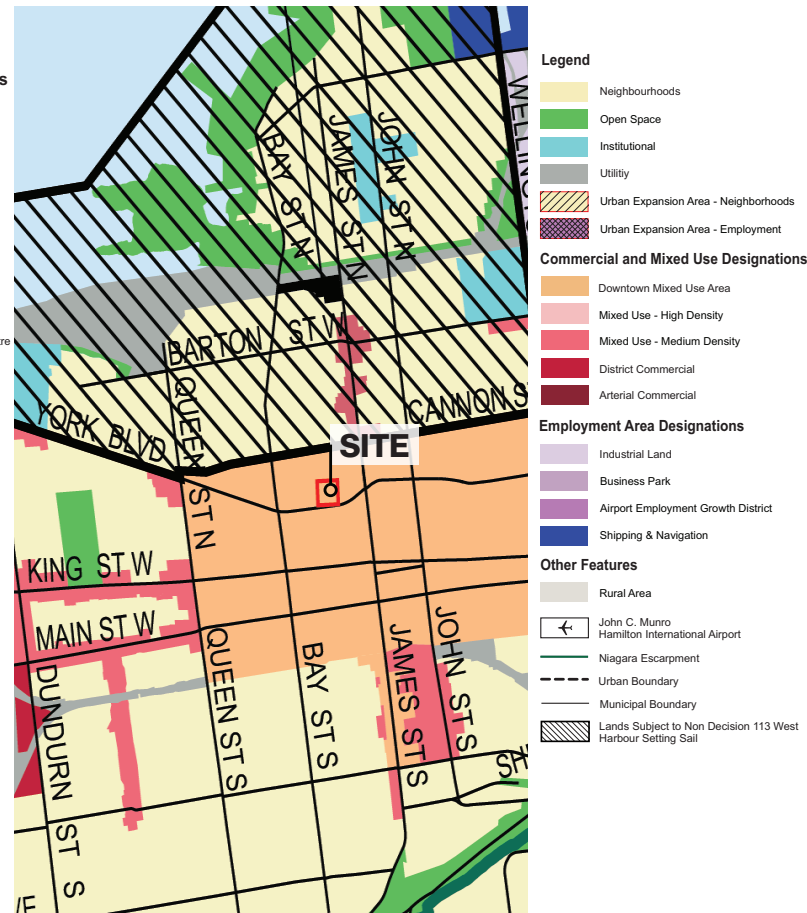 s
tre
BAY ST N
JAMES ST N
JOHN ST N
WELLING
BARTON ST W
CANNON S
YORK BLVD
QUEEN ST N
SITE
KING ST W
MAIN ST W
DUNDURN ST S
QUEEN ST S
BAY ST S
JAMES ST S
JOHN ST S
Legend
Neighbourhoods
Open Space
Institutional
Utilitiy
Urban Expansion Area - Neighborhoods
Urban Expansion Area - Employment
Commercial and Mixed Use Designations
Downtown Mixed Use Area
Mixed Use - High Density
Mixed Use - Medium Density
District Commercial
Arterial Commercial
Employment Area Designations
Industrial Land
Business Park
Airport Employment Growth District
Shipping & Navigation
Other Features
Rural Area
John C. Munro
Hamilton International Airport
Niagara Escarpment
Urban Boundary
Municipal Boundary
Lands Subject to Non Decision 113 West
Harbour Setting Sail